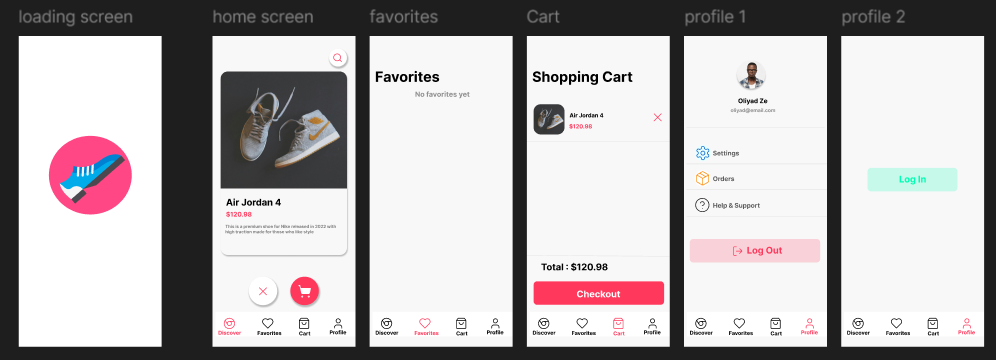 loading screen
home screen
favorites
Cart
profile 1
profile 2
Air Jordan 4
$120.98
This is a premium shoe for Nike released in 2023 with
high traction made for those who like style
Discover
Favorites
Cart
Profile
Favorites
No favorites yet
Discover
Favorites
Cart
Profile
Shopping Cart
Air Jordan 4
$120.98
Total : $120.98
Checkout
Discover
Favorites
Cart
Profile
Oliyad Ze
oliyad@email.com
Settings
Orders
Help & Support
Log Out
Discover
Favorites
Cart
Profile
Log In
Discover
Favorites
Cart
Profile